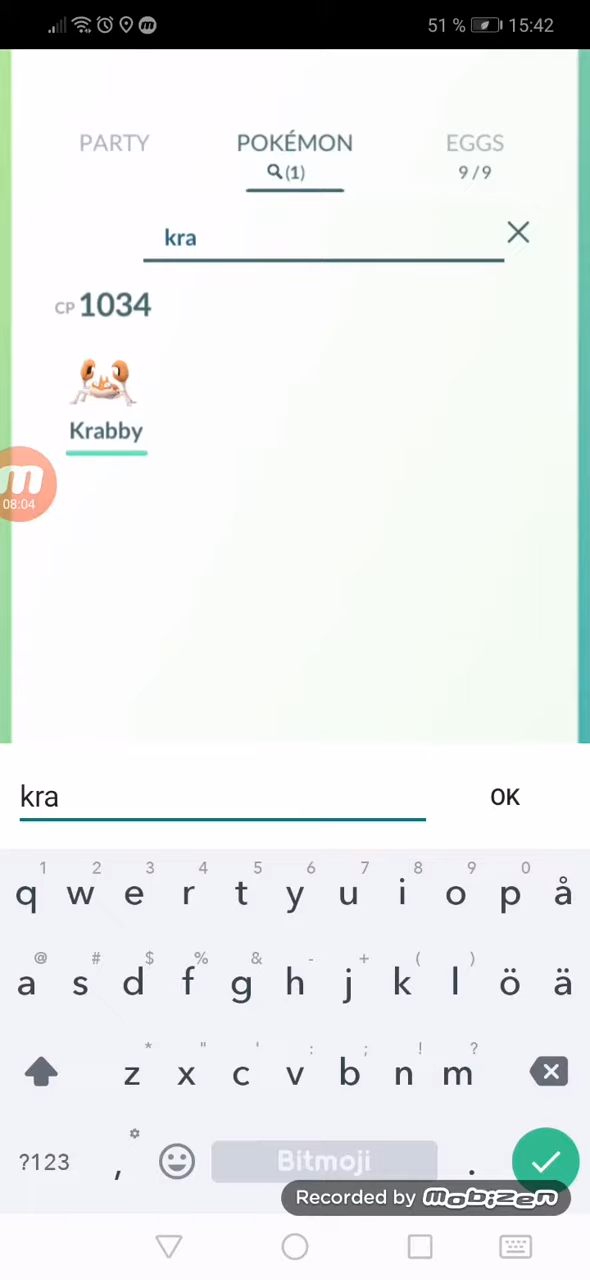 51 % 15:42
PARTY POKÉMON EGGS
(1) 9/9
kra
CP 1034
Krabby
m
08:04
kra OK
1 2 3 4 5 6 7 8 9 0
q w e r t y u i o p å
@ # $ % & - + ( )
a s d f g h j k l ö ä
* " ' : ; ! ?
z x c v b n m
?123 , Bitmoji .
Recorded by mobizen